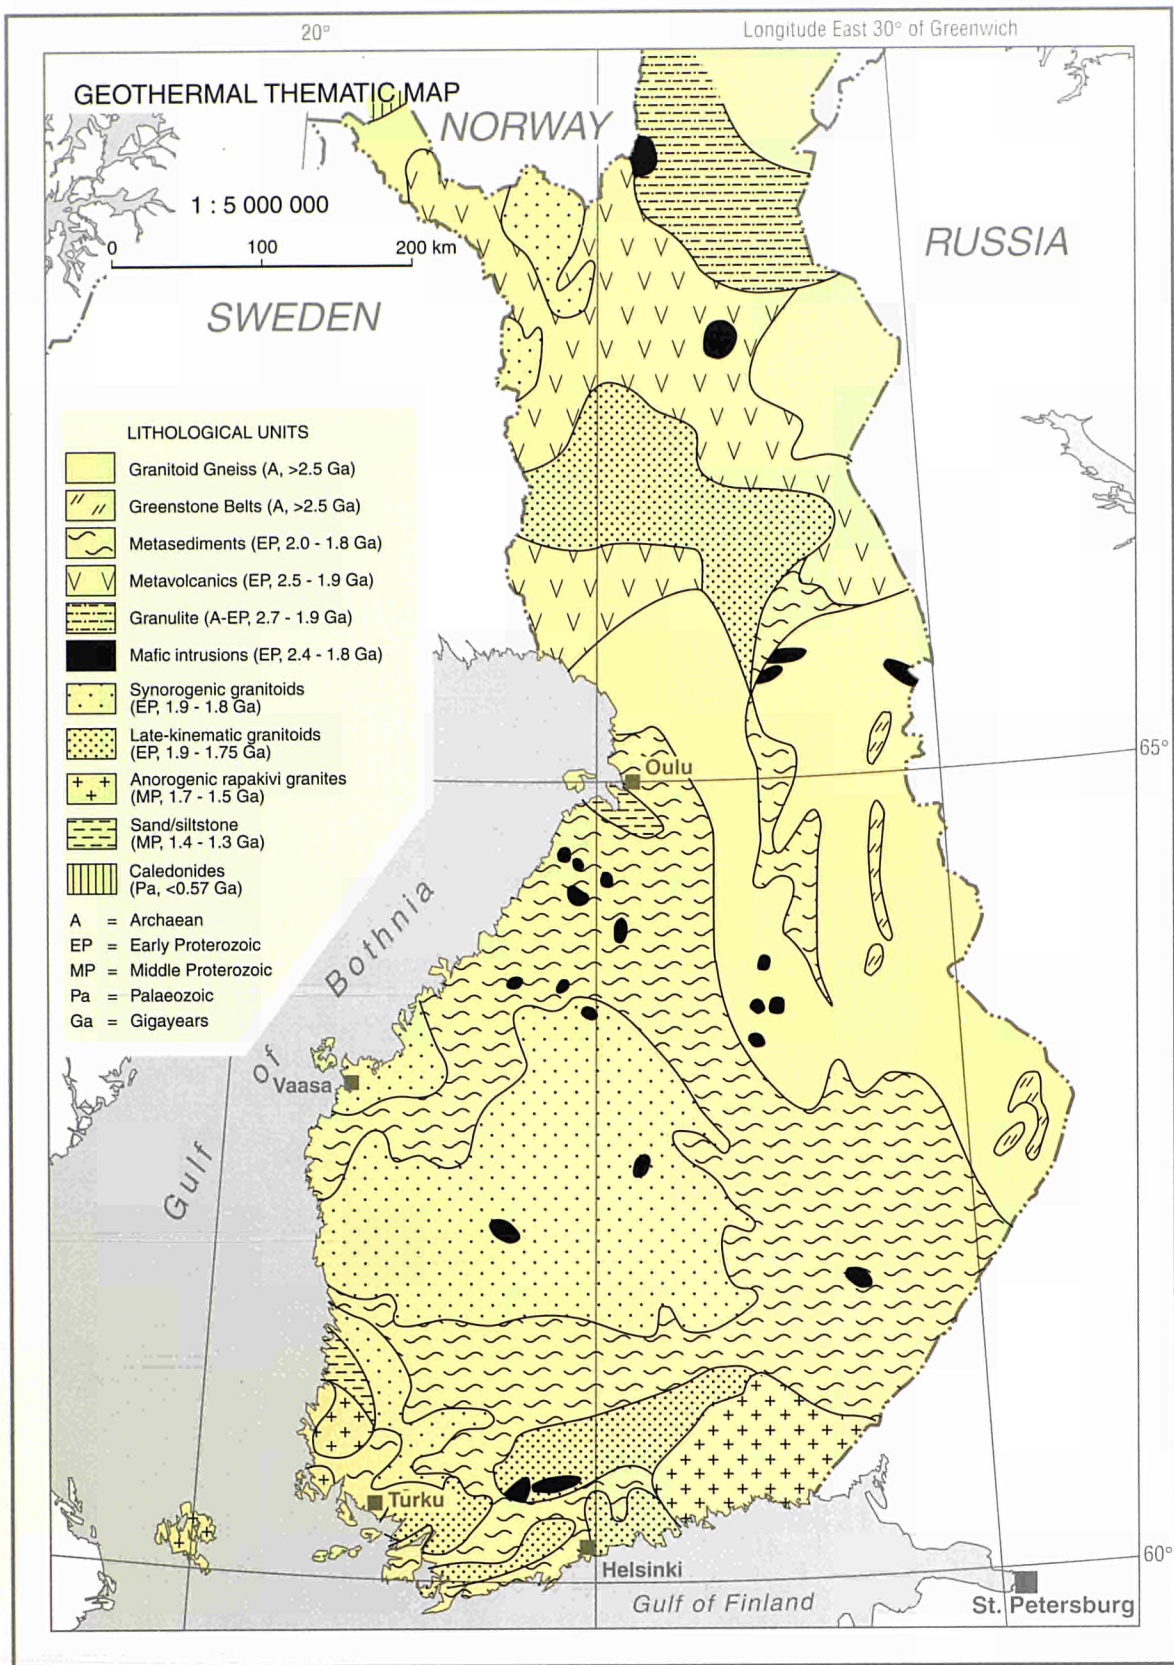 20°
Longitude East 30° of Greenwich
GEOTHERMAL THEMATIC MAP
NORWAY
1 : 5 000 000
0 100 200 km
RUSSIA
SWEDEN
LITHOLOGICAL UNITS
Granitoid Gneiss (A, >2.5 Ga)
Greenstone Belts (A, >2.5 Ga)
Metasediments (EP, 2.0 - 1.8 Ga)
Metavolcanics (EP, 2.5 - 1.9 Ga)
Granulite (A-EP, 2.7 - 1.9 Ga)
Mafic intrusions (EP, 2.4 - 1.8 Ga)
Synorogenic granitoids
(EP, 1.9 - 1.8 Ga)
Late-kinematic granitoids
(EP, 1.9 - 1.75 Ga)
Anorogenic rapakivi granites
(MP, 1.7 - 1.5 Ga)
Sand/siltstone
(MP, 1.4 - 1.3 Ga)
Caledonides
(Pa, <0.57 Ga)
A = Archaean
EP = Early Proterozoic
MP = Middle Proterozoic
Pa = Palaeozoic
Ga = Gigayears
65°
Oulu
Gulf of Bothnia
Vaasa
Turku
Helsinki
60°
Gulf of Finland
St. Petersburg